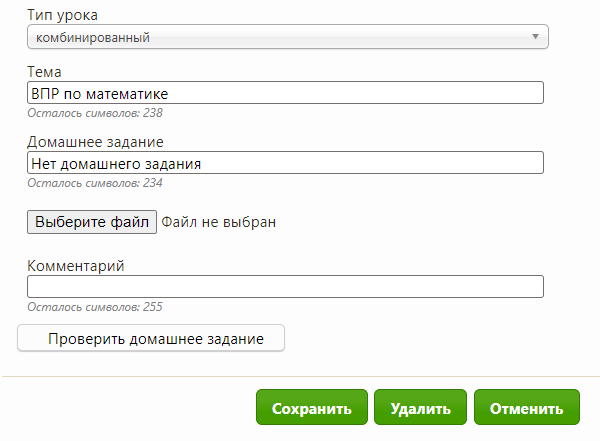 Тип урока
комбинированный
Тема
ВПР по математике
Осталось символов: 238
Домашнее задание
Нет домашнего задания
Осталось символов: 234
Выберите файл Файл не выбран
Комментарий
Осталось символов: 255
Проверить домашнее задание
Сохранить Удалить Отменить